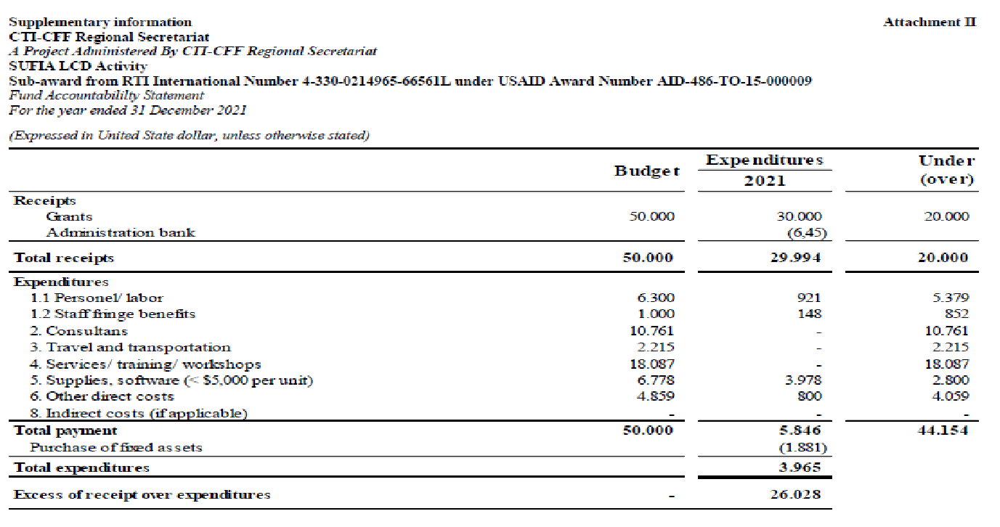 Supplementary information Attachment II
CTI-CFF Regional Secretariat
A Project Administered By CTI-CFF Regional Secretariat
SUFIA LCD Activity
Sub-award from RTI International Number 4-330-0214965-66561L under USAID Award Number AID-486-TO-15-000009
Fund Accountabililty Statement
For the year ended 31 December 2021
(Expressed in United State dollar, unless otherwise stated)
Budget Expenditures 2021 Under (over)
Receipts
Grants 50.000 30.000 20.000
Administration bank (6,45)
Total receipts 50.000 29.994 20.000
Expenditures
1.1 Personel/ labor 6.300 921 5.379
1.2 Staff fringe benefits 1.000 148 852
2. Consultans 10.761 - 10.761
3. Travel and transportation 2.215 - 2.215
4. Services/ training/ workshops 18.087 - 18.087
5. Supplies, software (< $5,000 per unit) 6.778 3.978 2.800
6. Other direct costs 4.859 800 4.059
8. Indirect costs (if applicable) - - -
Total payment 50.000 5.846 44.154
Purchase of fixed assets (1.881)
Total expenditures 3.965
Excess of receipt over expenditures - 26.028